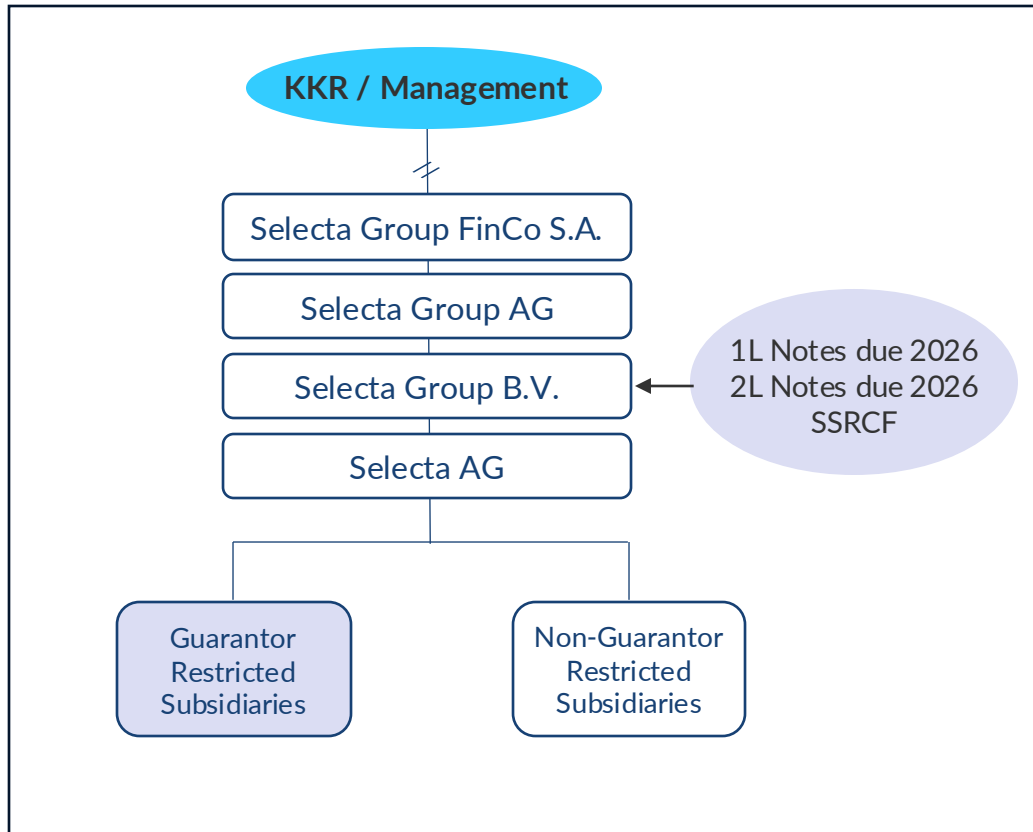 KKR / Management
Selecta Group FinCo S.A.
Selecta Group AG
Selecta Group B.V.
1L Notes due 2026
2L Notes due 2026
SSRCF
Selecta AG
Guarantor
Restricted
Subsidiaries
Non-Guarantor
Restricted
Subsidiaries